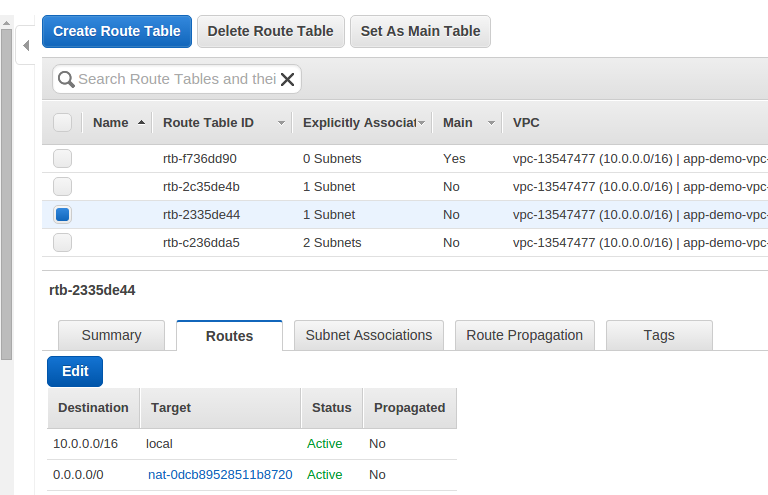 Create Route Table Delete Route Table Set As Main Table
Search Route Tables and thei
Name Route Table ID Explicitly Associat Main VPC
rtb-f736dd90 0 Subnets Yes vpc-13547477 (10.0.0.0/16) | app-demo-vpc-
rtb-2c35de4b 1 Subnet No vpc-13547477 (10.0.0.0/16) | app-demo-vpc-
rtb-2335de44 1 Subnet No vpc-13547477 (10.0.0.0/16) | app-demo-vpc-
rtb-c236dda5 2 Subnets No vpc-13547477 (10.0.0.0/16) | app-demo-vpc-
rtb-2335de44
Summary Routes Subnet Associations Route Propagation Tags
Edit
Destination Target Status Propagated
10.0.0.0/16 local Active No
0.0.0.0/0 nat-0dcb89528511b8720 Active No